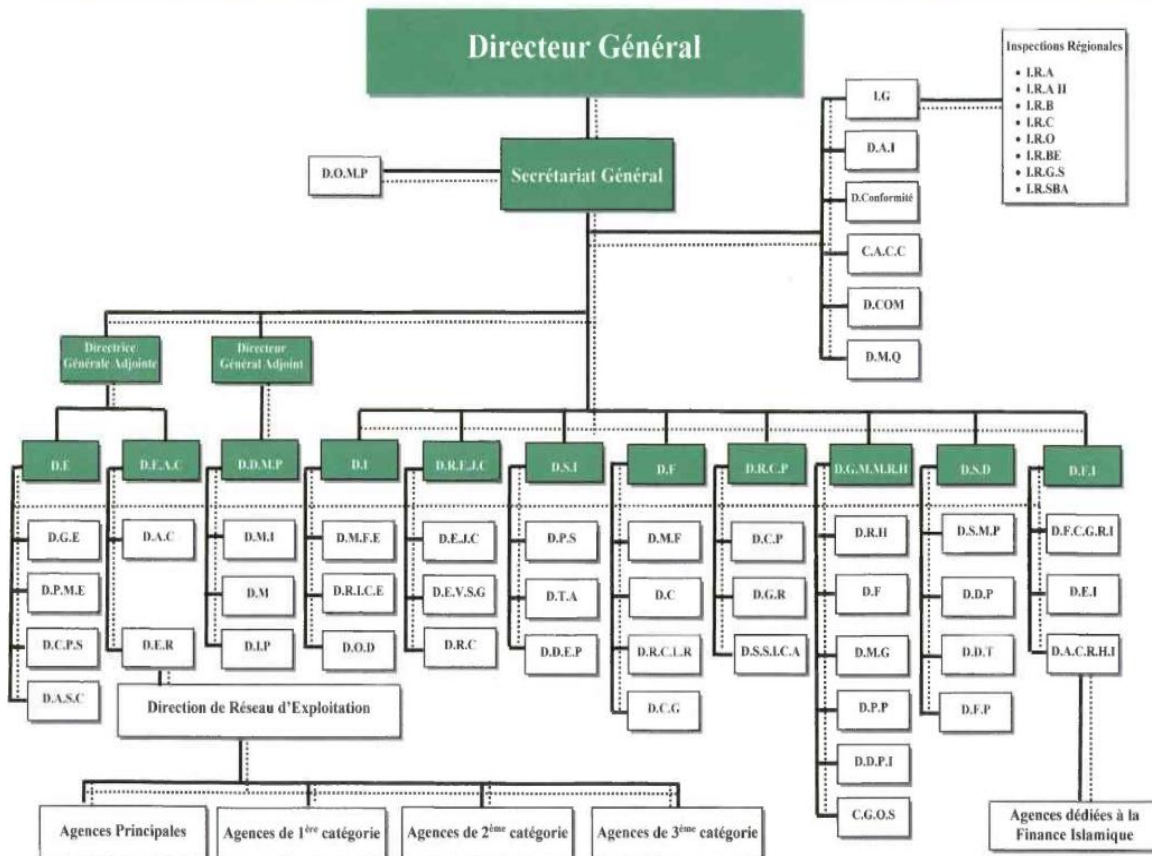 Directeur Général
Inspections Régionales
• I.R.A
• I.R.A II
• I.R.B
• I.R.C
• I.R.O
• I.R.BE
• I.R.G.S
• I.R.SBA
I.G
D.A.I
D.Conformité
C.A.C.C
D.COM
D.M.Q
D.O.M.P
Secrétariat Général
Directrice
Générale Adjointe
Directeur
Général Adjoint
D.E
D.E.A.C
D.D.M.P
D.I
D.R.E.J.C
D.S.I
D.F
D.R.C.P
D.G.M.M.R.H
D.S.D
D.F.I
D.G.E
D.P.M.E
D.C.P.S
D.A.S.C
D.A.C
D.E.R
D.M.I
D.M
D.I.P
D.M.F.E
D.R.I.C.E
D.O.D
D.E.J.C
D.E.V.S.G
D.R.C
D.P.S
D.T.A
D.D.E.P
D.M.F
D.C
D.R.C.L.R
D.C.G
D.C.P
D.G.R
D.S.S.I.C.A
D.R.H
D.F
D.M.G
D.P.P
D.D.P.I
C.G.O.S
D.S.M.P
D.D.P
D.D.T
D.F.P
D.F.C.G.R.I
D.E.I
D.A.C.R.H.I
Direction de Réseau d'Exploitation
Agences Principales
Agences de 1ère catégorie
Agences de 2ème catégorie
Agences de 3ème catégorie
Agences dédiées à la
Finance Islamique